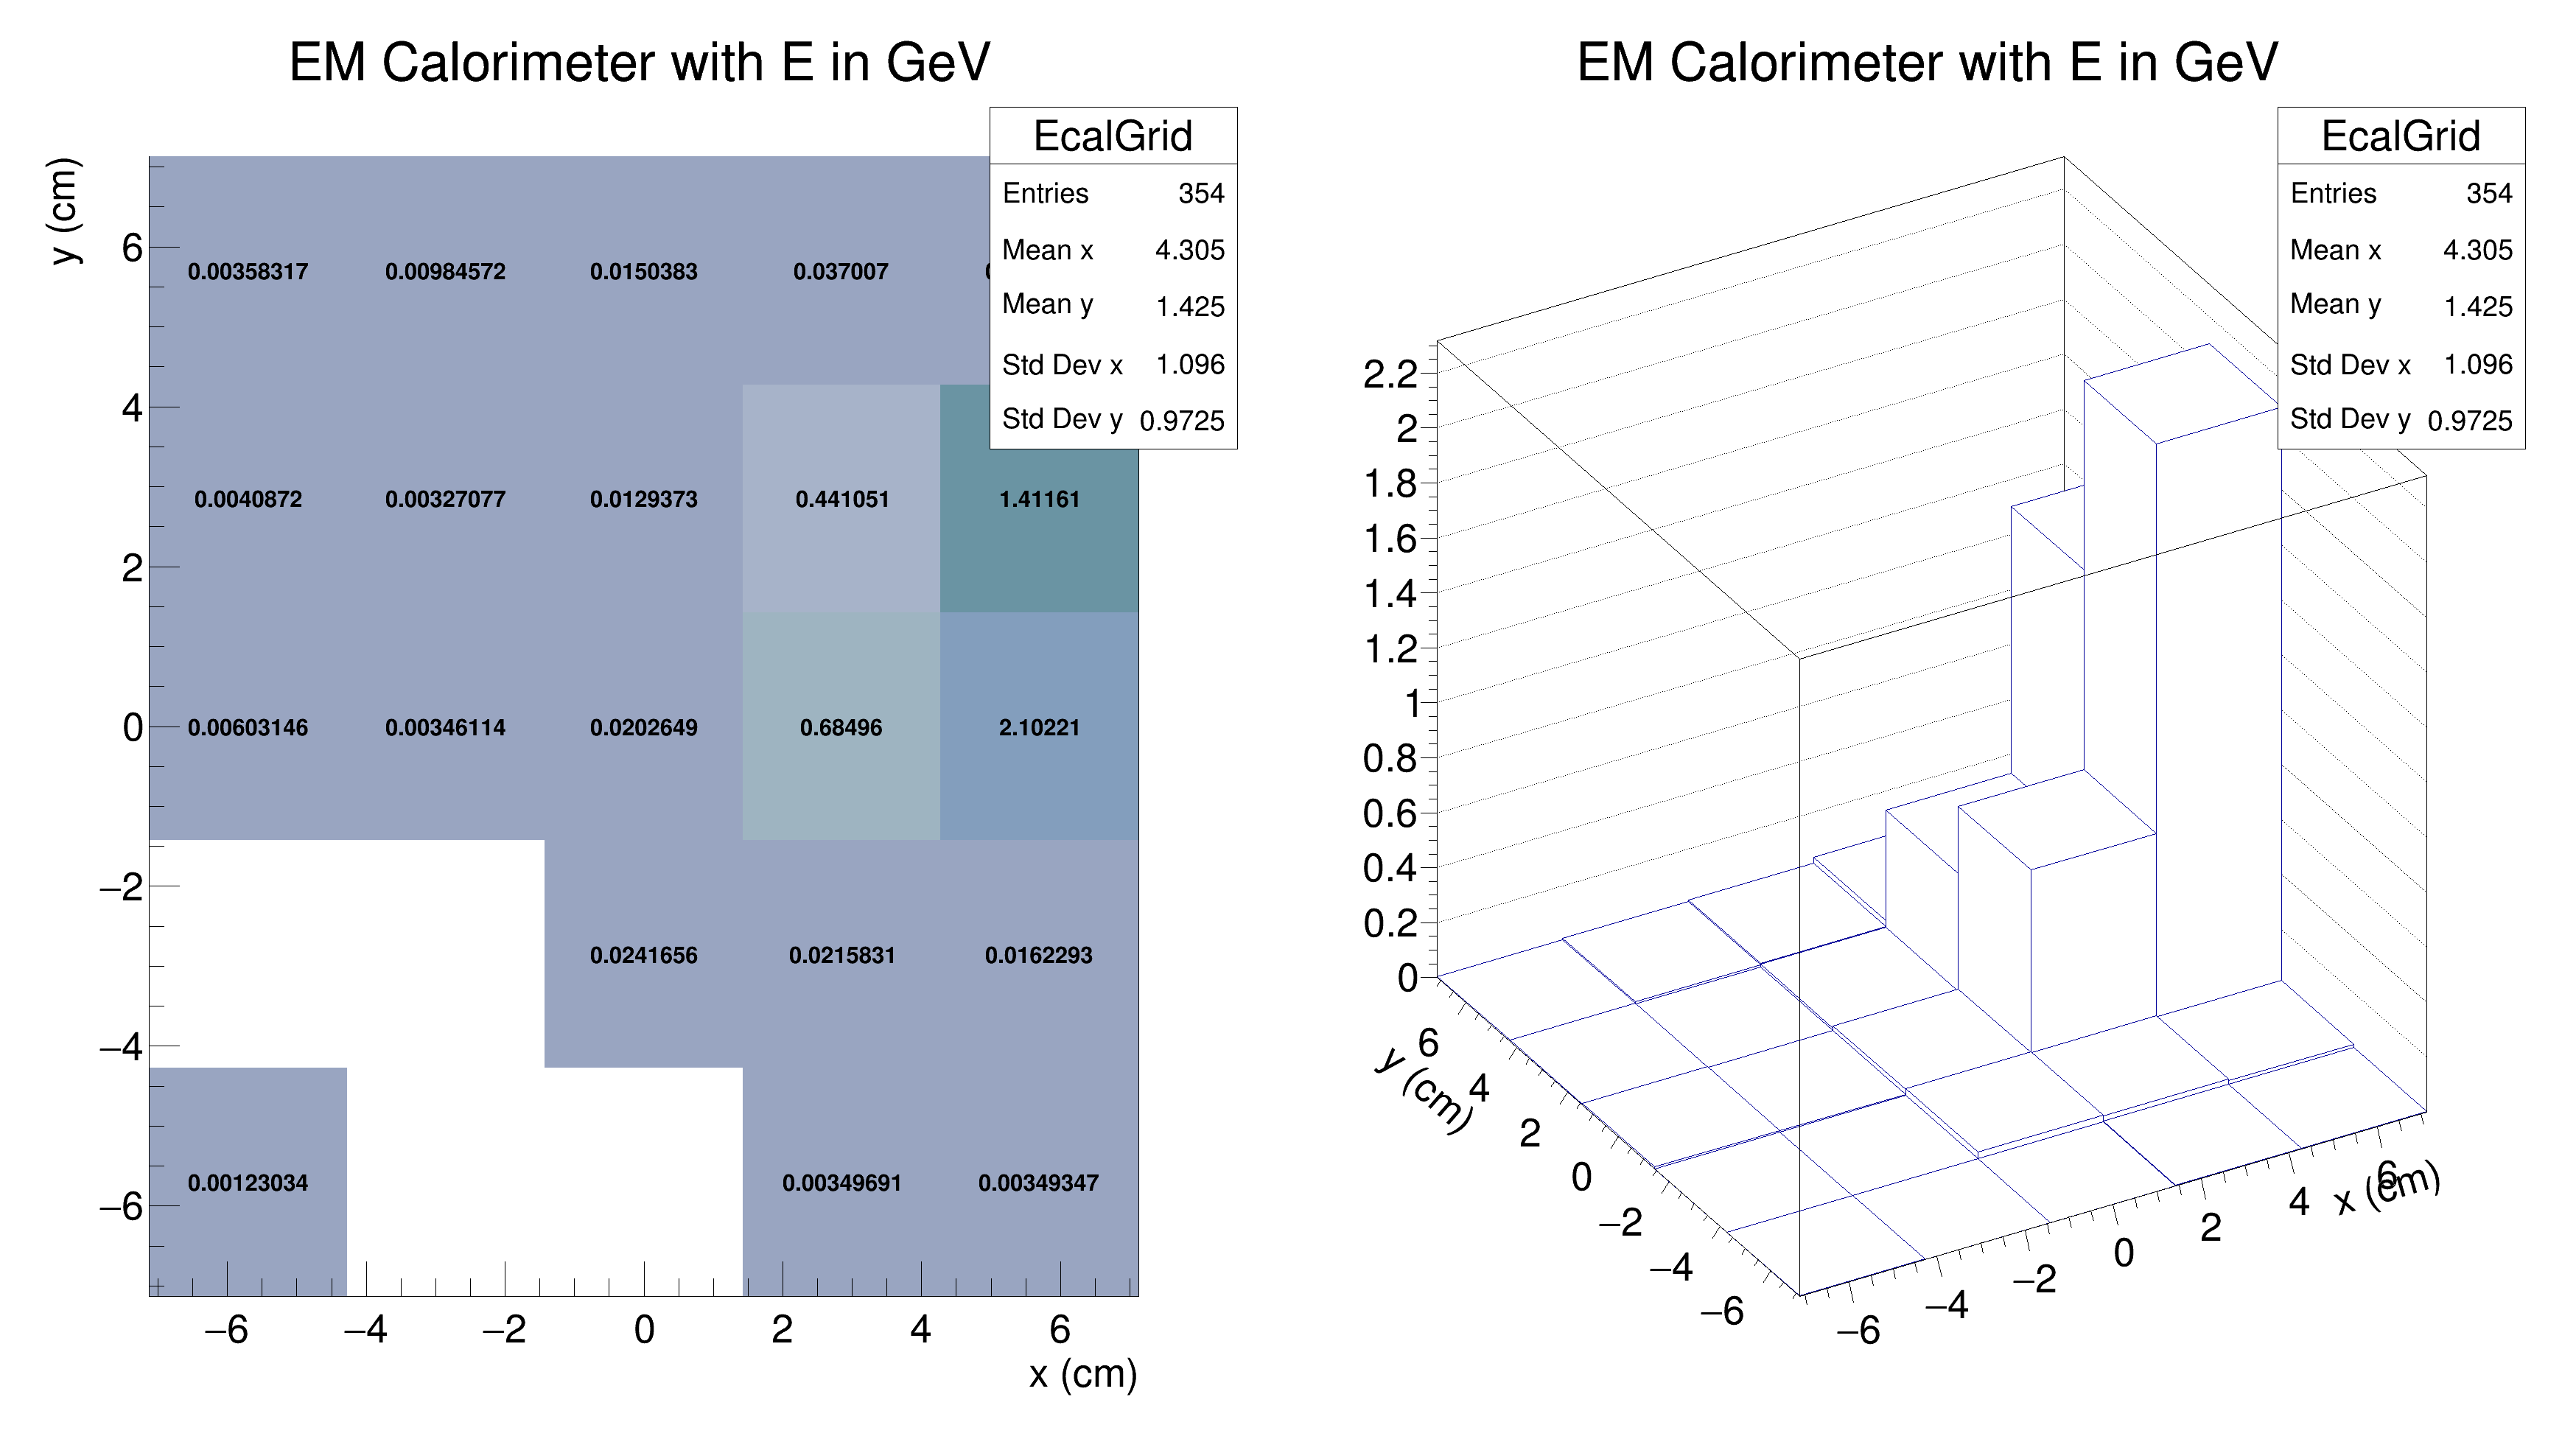 EM Calorimeter with E in GeV
EcalGrid
Entries 354
Mean x 4.305
Mean y 1.425
Std Dev x 1.096
Std Dev y 0.9725
y (cm)
6
4
2
0
−2
−4
−6
0.00358317 0.00984572 0.0150383 0.037007
0.0040872 0.00327077 0.0129373 0.441051 1.41161
0.00603146 0.00346114 0.0202649 0.68496 2.10221
0.0241656 0.0215831 0.0162293
0.00123034 0.00349691 0.00349347
−6 −4 −2 0 2 4 6
x (cm)
EM Calorimeter with E in GeV
EcalGrid
Entries 354
Mean x 4.305
Mean y 1.425
Std Dev x 1.096
Std Dev y 0.9725
2.2
2
1.8
1.6
1.4
1.2
1
0.8
0.6
0.4
0.2
0
6
4
2
0
−2
−4
−6
y (cm)
−6
−4
−2
0
2
4
6
x (cm)